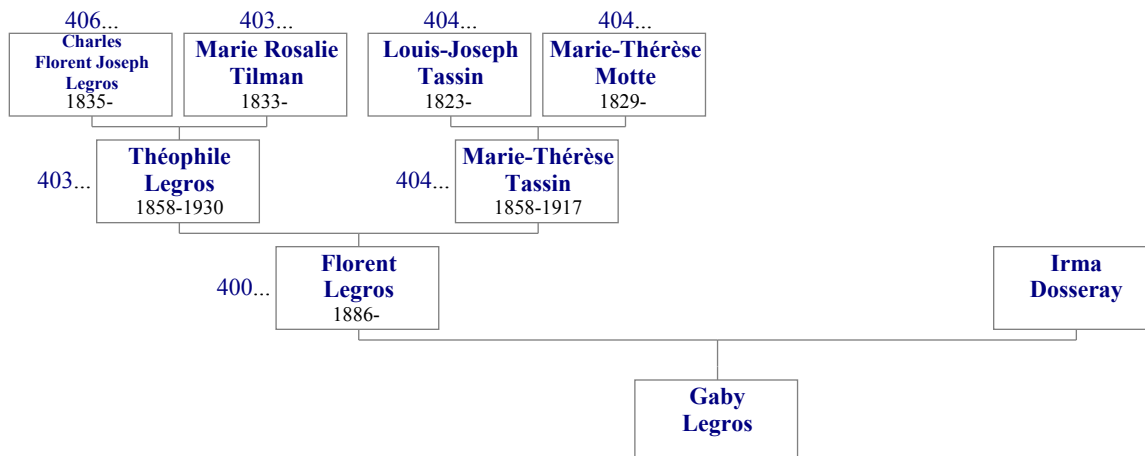 406...
403...
404...
404...
Charles
Florent Joseph
Legros
1835-
Marie Rosalie
Tilman
1833-
Louis-Joseph
Tassin
1823-
Marie-Thérèse
Motte
1829-
403...
Théophile
Legros
1858-1930
404...
Marie-Thérèse
Tassin
1858-1917
400...
Florent
Legros
1886-
Irma
Dosseray
Gaby
Legros